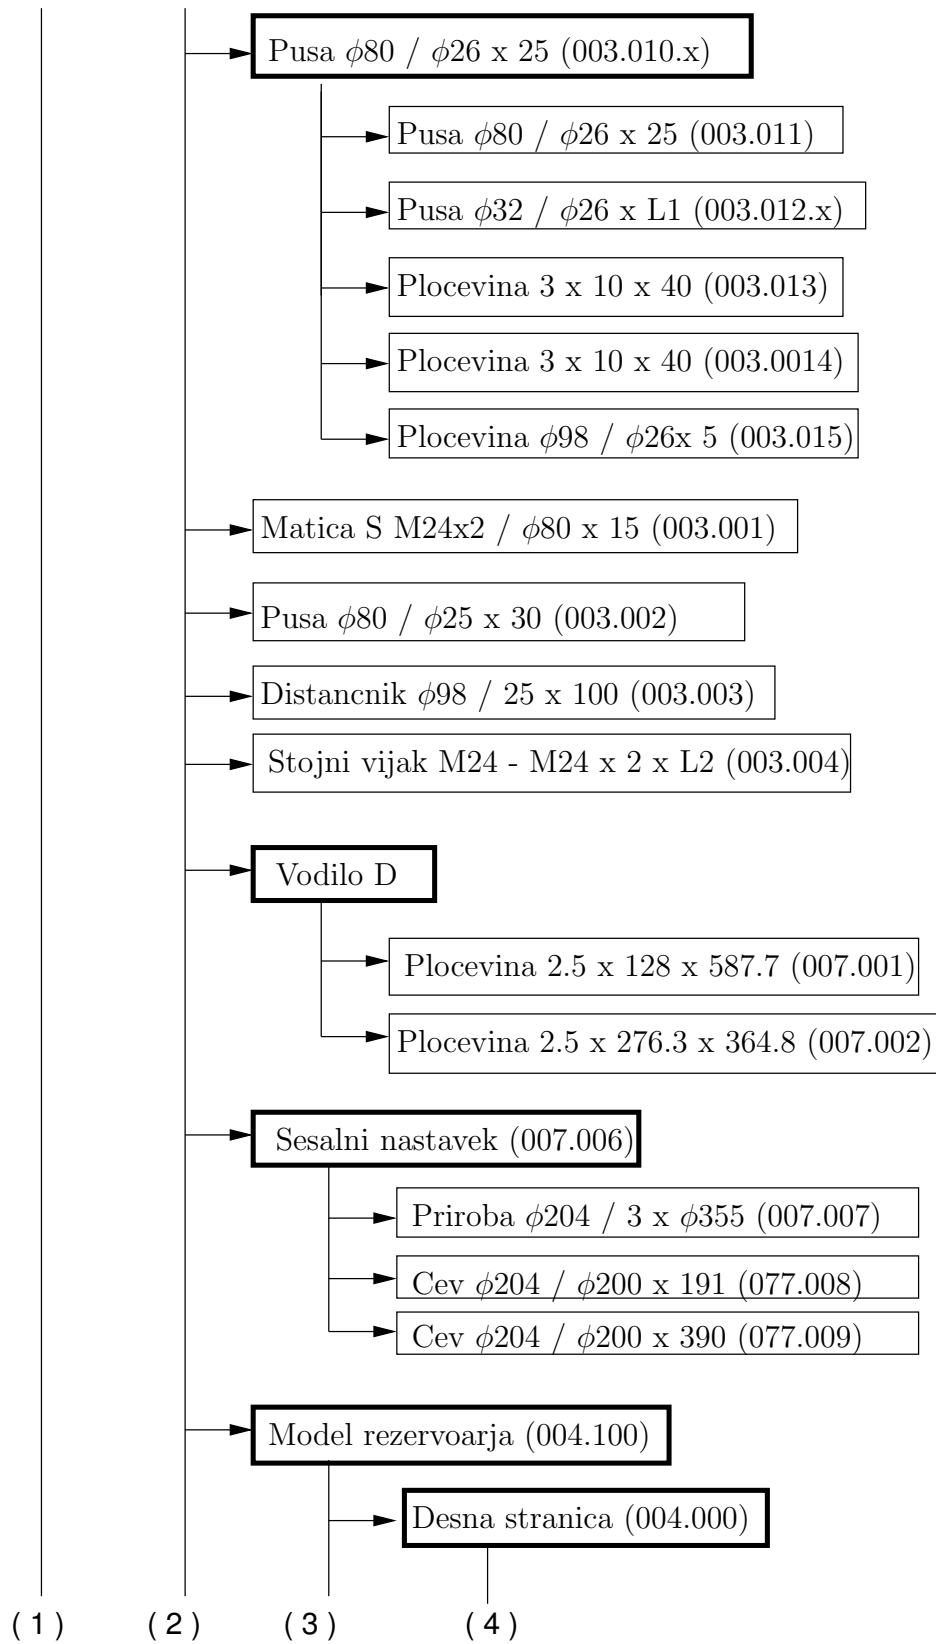 Pusa ϕ80 / ϕ26 x 25 (003.010.x)
Pusa ϕ80 / ϕ26 x 25 (003.011)
Pusa ϕ32 / ϕ26 x L1 (003.012.x)
Plocevina 3 x 10 x 40 (003.013)
Plocevina 3 x 10 x 40 (003.0014)
Plocevina ϕ98 / ϕ26x 5 (003.015)
Matica S M24x2 / ϕ80 x 15 (003.001)
Pusa ϕ80 / ϕ25 x 30 (003.002)
Distancnik ϕ98 / 25 x 100 (003.003)
Stojni vijak M24 - M24 x 2 x L2 (003.004)
Vodilo D
Plocevina 2.5 x 128 x 587.7 (007.001)
Plocevina 2.5 x 276.3 x 364.8 (007.002)
Sesalni nastavek (007.006)
Priroba ϕ204 / 3 x ϕ355 (007.007)
Cev ϕ204 / ϕ200 x 191 (077.008)
Cev ϕ204 / ϕ200 x 390 (077.009)
Model rezervoarja (004.100)
Desna stranica (004.000)
( 1 ) ( 2 ) ( 3 ) ( 4 )